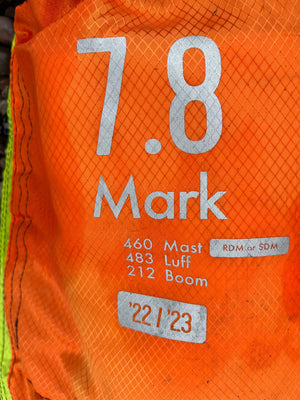 7.8
Mark
460 Mast RDM or SDM
483 Luff
212 Boom
'22 / '23